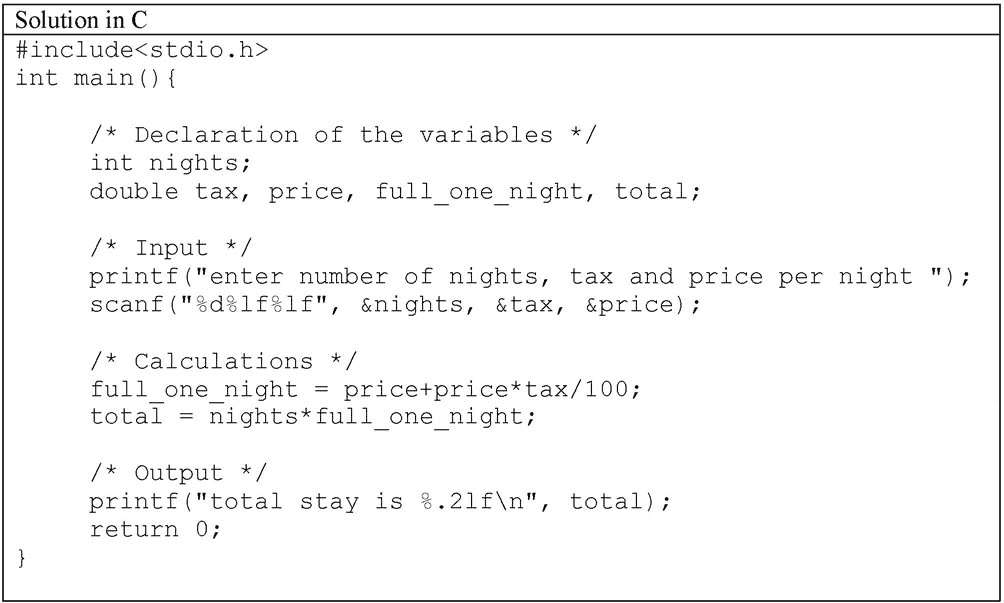 Solution in C
#include<stdio.h>
int main(){
/* Declaration of the variables */
int nights;
double tax, price, full_one_night, total;
/* Input */
printf("enter number of nights, tax and price per night ");
scanf("%d%lf%lf", &nights, &tax, &price);
/* Calculations */
full_one_night = price+price*tax/100;
total = nights*full_one_night;
/* Output */
printf("total stay is %.2lf\n", total);
return 0;
}